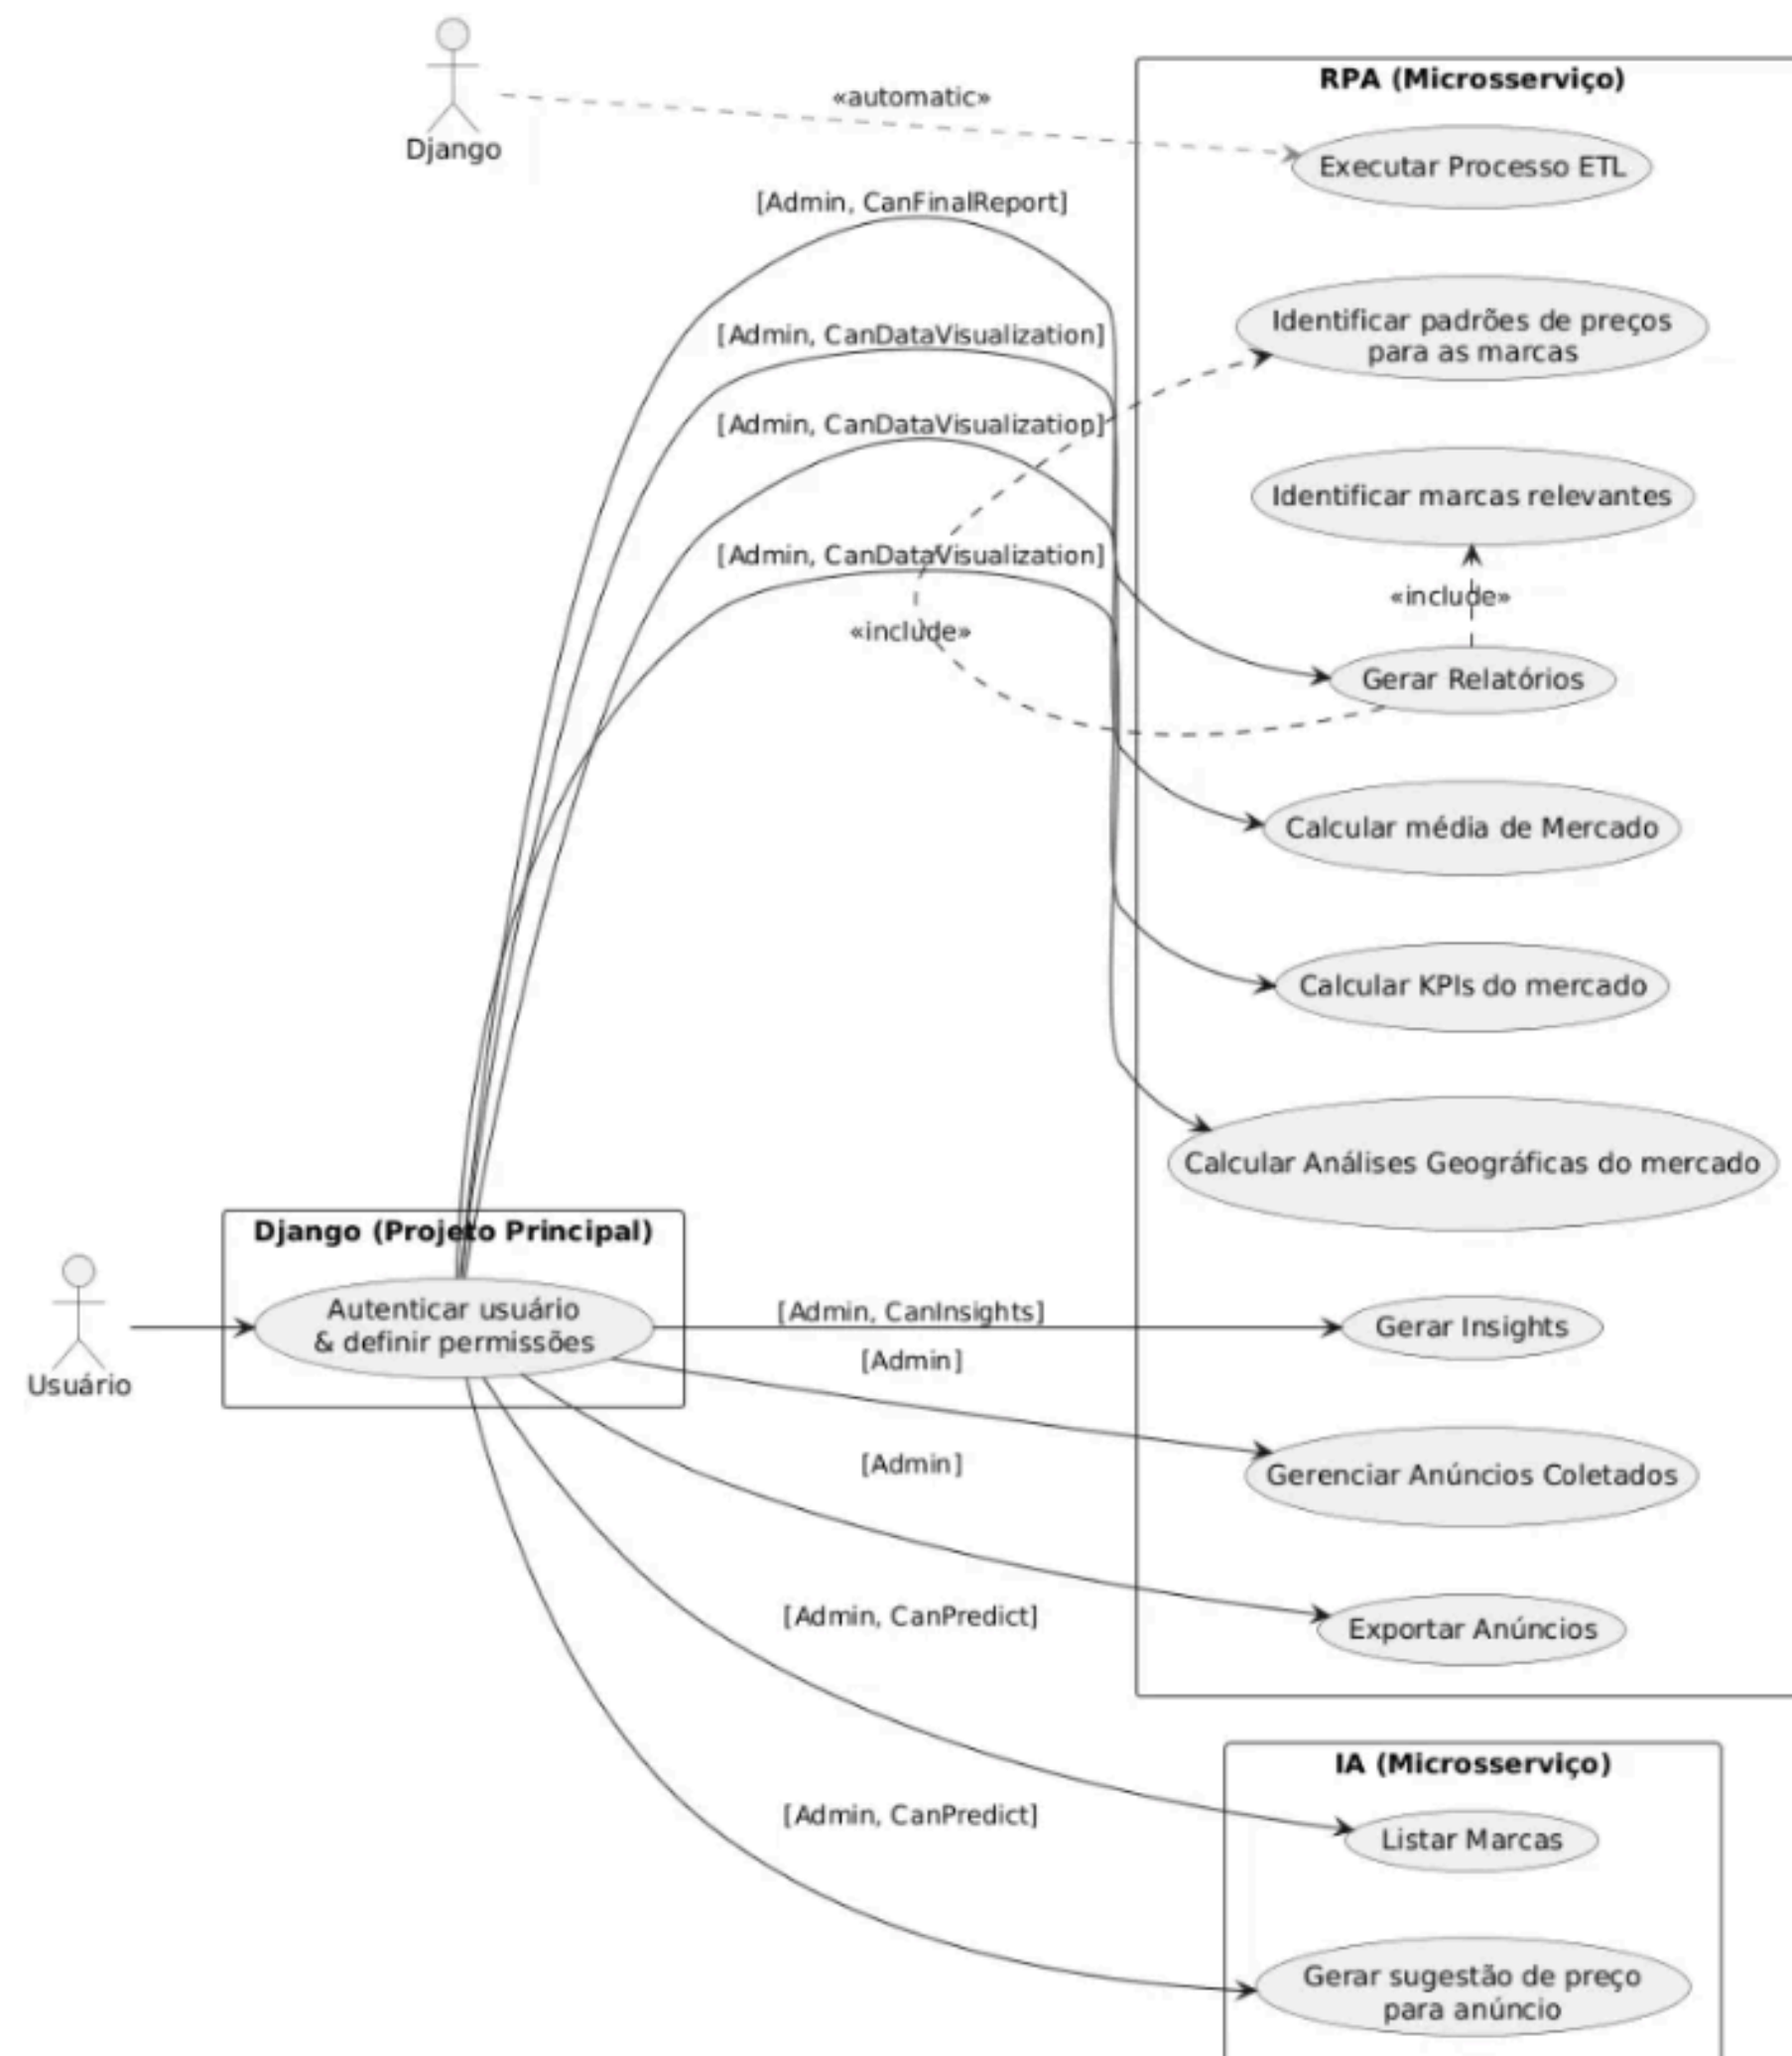 Django
«automatic»
RPA (Microsserviço)
Executar Processo ETL
[Admin, CanFinalReport]
Identificar padrões de preços
para as marcas
[Admin, CanDataVisualization]
[Admin, CanDataVisualization]
Identificar marcas relevantes
[Admin, CanDataVisualization]
«include»
«include»
Gerar Relatórios
Calcular média de Mercado
Calcular KPIs do mercado
Calcular Análises Geográficas do mercado
Django (Projeto Principal)
Autenticar usuário
& definir permissões
Usuário
[Admin, CanInsights]
Gerar Insights
[Admin]
Gerenciar Anúncios Coletados
[Admin]
Exportar Anúncios
[Admin, CanPredict]
IA (Microsserviço)
Listar Marcas
[Admin, CanPredict]
Gerar sugestão de preço
para anúncio